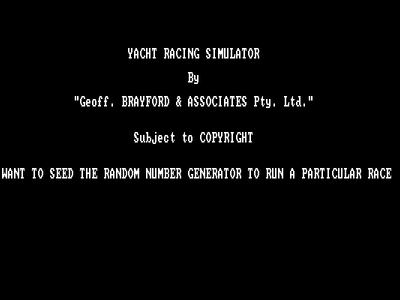 YACHT RACING SIMULATOR
By
"Geoff. BRAYFORD & ASSOCIATES Pty. Ltd."
Subject to COPYRIGHT
WANT TO SEED THE RANDOM NUMBER GENERATOR TO RUN A PARTICULAR RACE